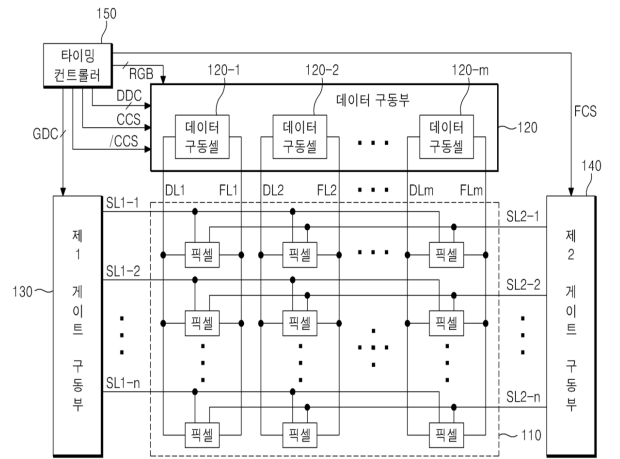 150
타이밍
컨트롤러
RGB
120-1
120-2
120-m
DDC
CCS
/CCS
GDC
데이터 구동부
데이터
구동셀
데이터
구동셀
데이터
구동셀
120
FCS
140
DL1
FL1
DL2
FL2
DLm
FLm
SL1-1
SL2-1
픽셀
픽셀
픽셀
130
제
1
게
이
트
구
동
부
제
2
게
이
트
구
동
부
SL1-2
SL2-2
픽셀
픽셀
픽셀
SL1-n
SL2-n
픽셀
픽셀
픽셀
110